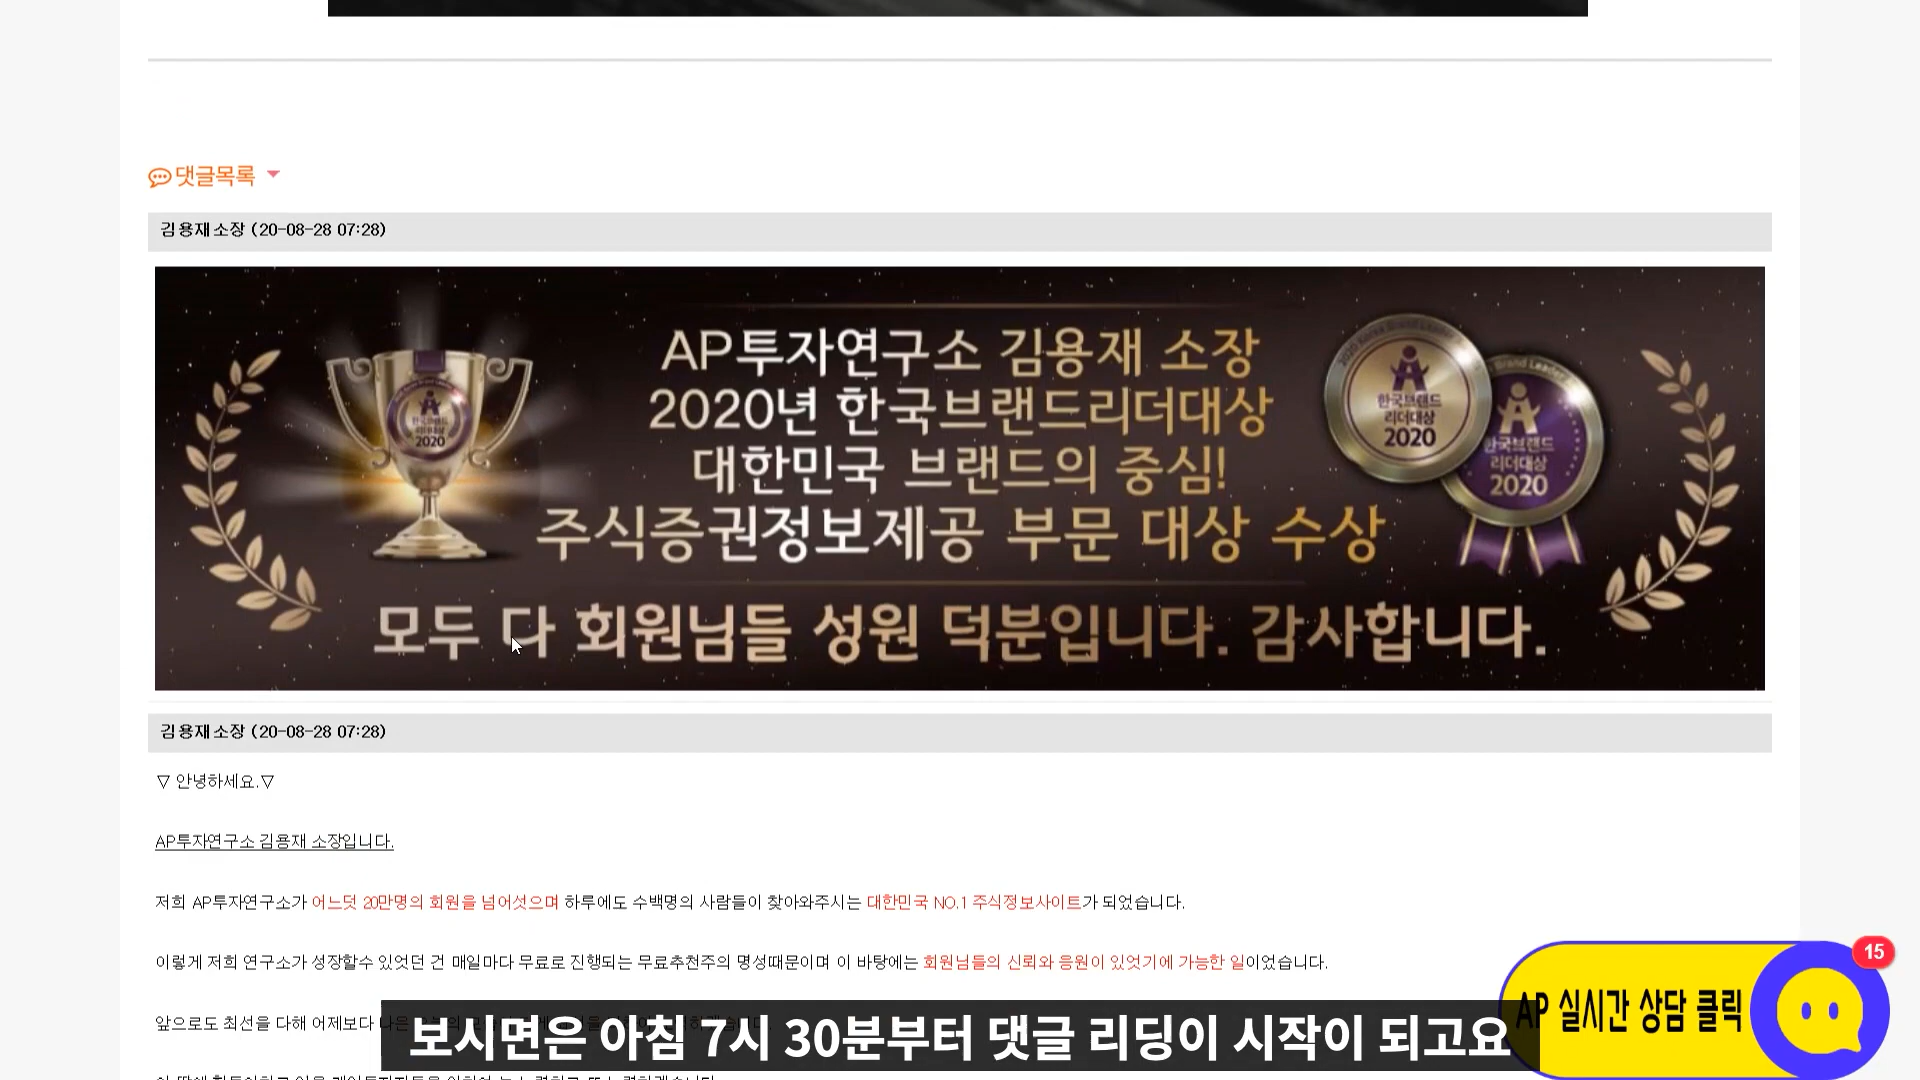 댓글목록
김용재소장 (20-08-28 07:28)
AP투자연구소 김용재 소장
2020년 한국브랜드리더대상
대한민국 브랜드의 중심!
주식증권정보제공 부문 대상 수상
모두 다 회원님들 성원 덕분입니다. 감사합니다.
한국브랜드
리더대상
2020
한국브랜드
리더대상
2020
한국브랜드
리더대상
2020
김용재소장 (20-08-28 07:28)
▽ 안녕하세요.▽
AP투자연구소 김용재 소장입니다.
저희 AP투자연구소가 어느덧 20만명의 회원을 넘어섯으며 하루에도 수백명의 사람들이 찾아와주시는 대한민국 NO.1 주식정보사이트가 되었습니다.
이렇게 저희 연구소가 성장할수 있엇던 건 매일마다 무료로 진행되는 무료추천주의 명성때문이며 이 바탕에는 회원님들의 신뢰와 응원이 있엇기에 가능한 일이었습니다.
앞으로도 최선을 다해 어제보다
15
AP 실시간 상담 클릭
보시면은 아침 7시 30분부터 댓글 리딩이 시작이 되고요